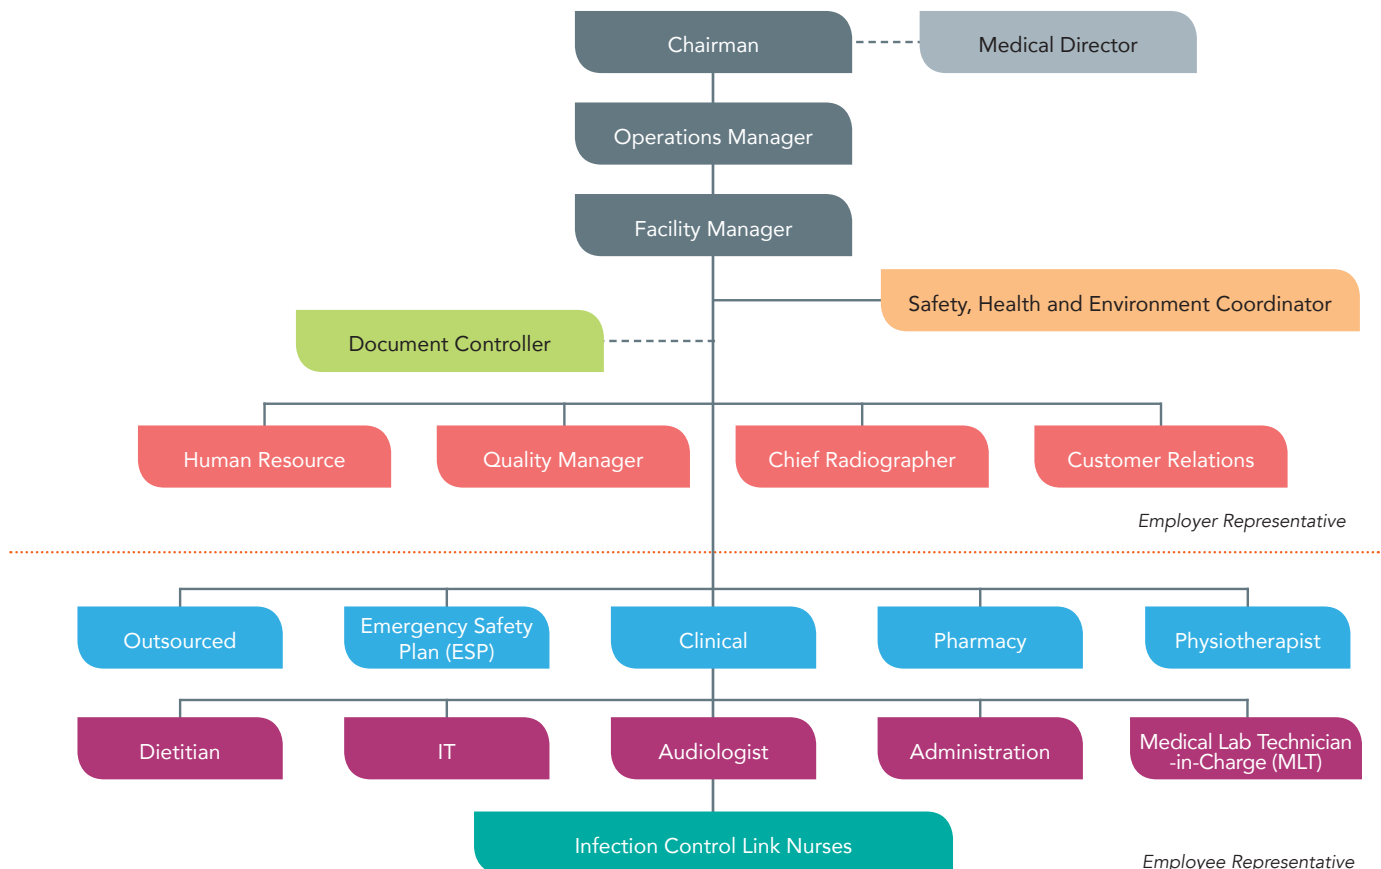 Chairman
Medical Director
Operations Manager
Facility Manager
Safety, Health and Environment Coordinator
Document Controller
Human Resource
Quality Manager
Chief Radiographer
Customer Relations
Employer Representative
Outsourced
Emergency Safety
Plan (ESP)
Clinical
Pharmacy
Physiotherapist
Dietitian
IT
Audiologist
Administration
Medical Lab Technician
-in-Charge (MLT)
Infection Control Link Nurses
Employee Representative